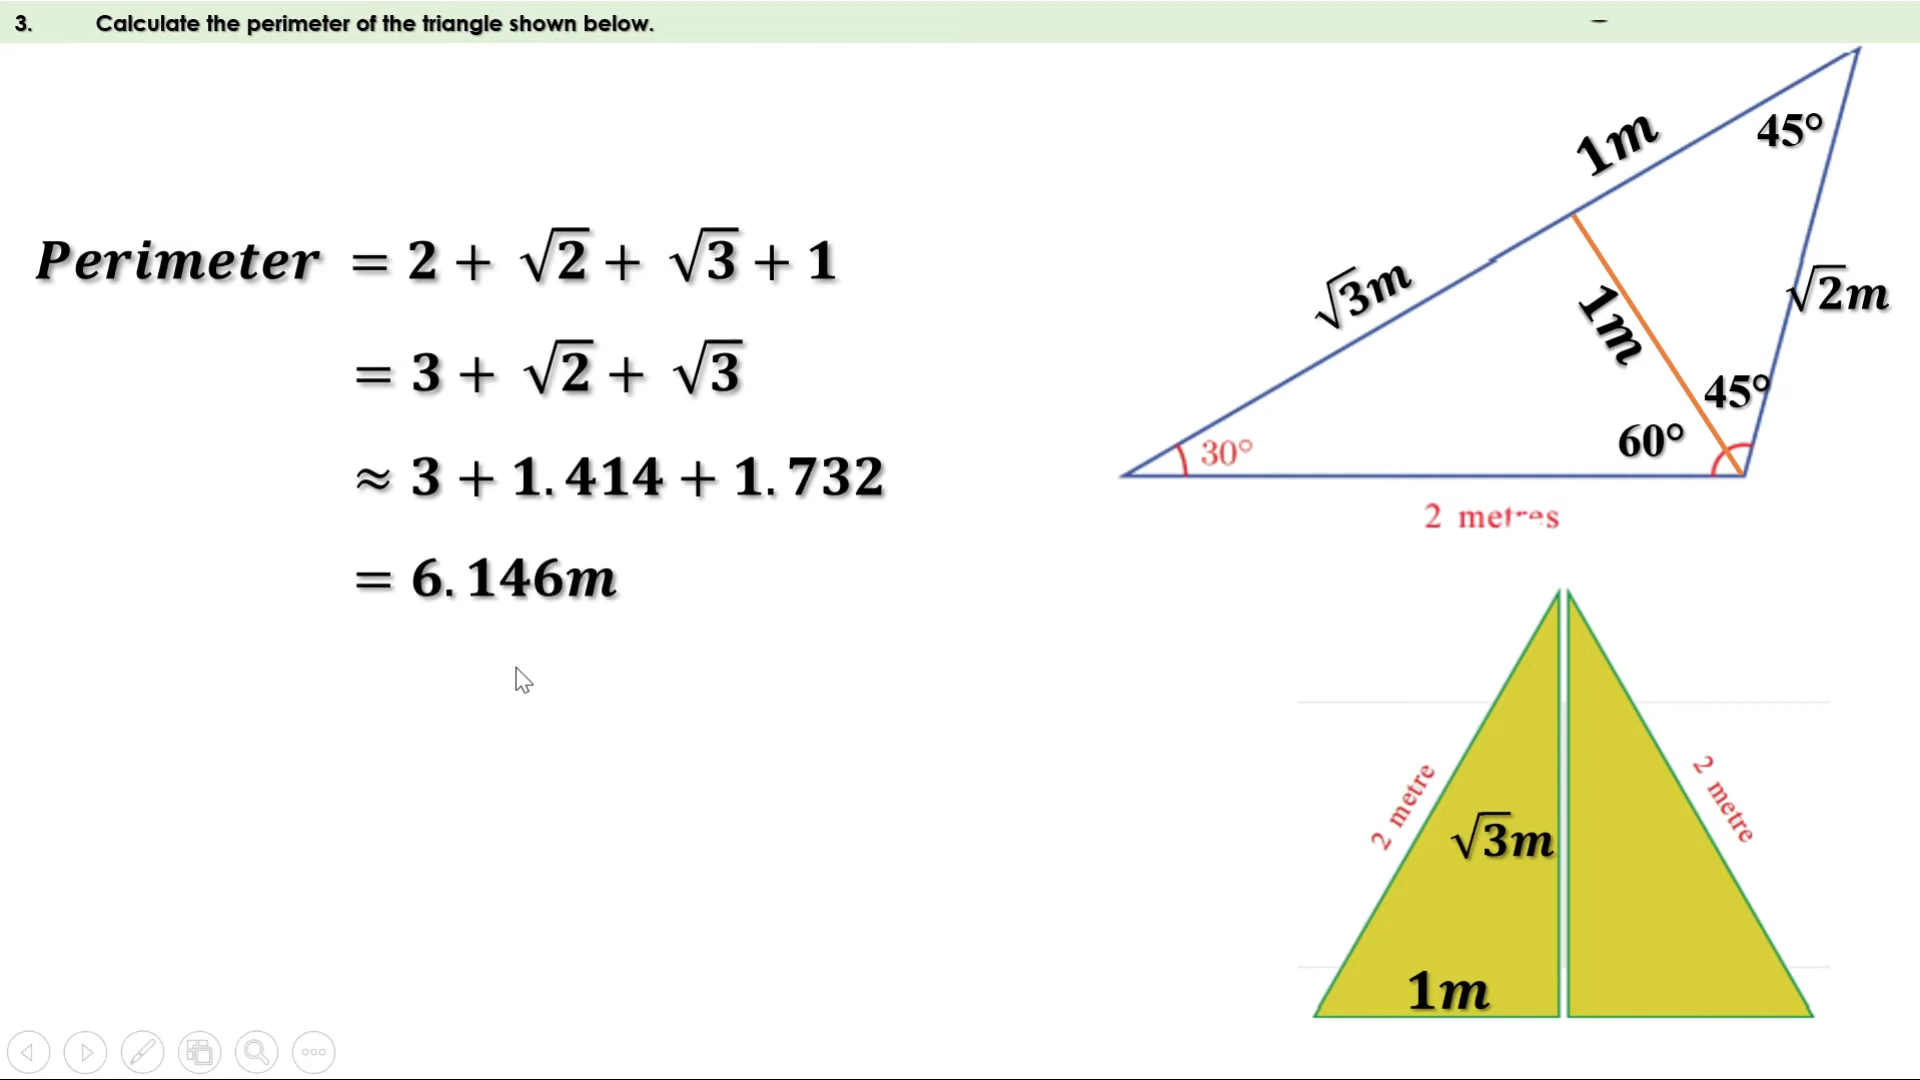 3. Calculate the perimeter of the triangle shown below.
Perimeter = 2 + √2 + √3 + 1
= 3 + √2 + √3
≈ 3 + 1.414 + 1.732
= 6.146m
1m
45°
√3m
1m
√2m
45°
60°
30°
2 metres
2 metre
2 metre
√3m
1m